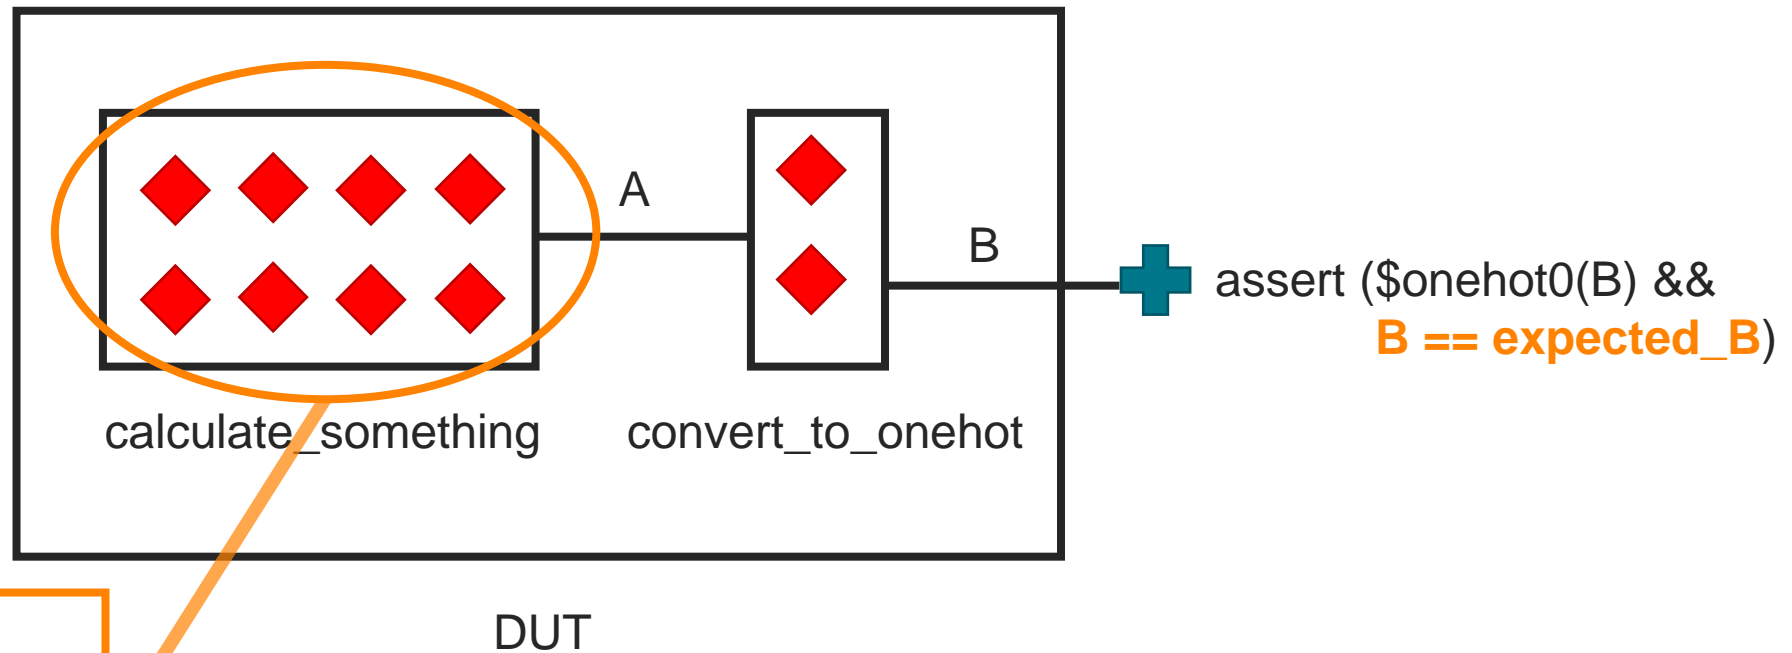 A
B
assert ($onehot0(B) &&
B == expected_B)
calculate_something
convert_to_onehot
DUT